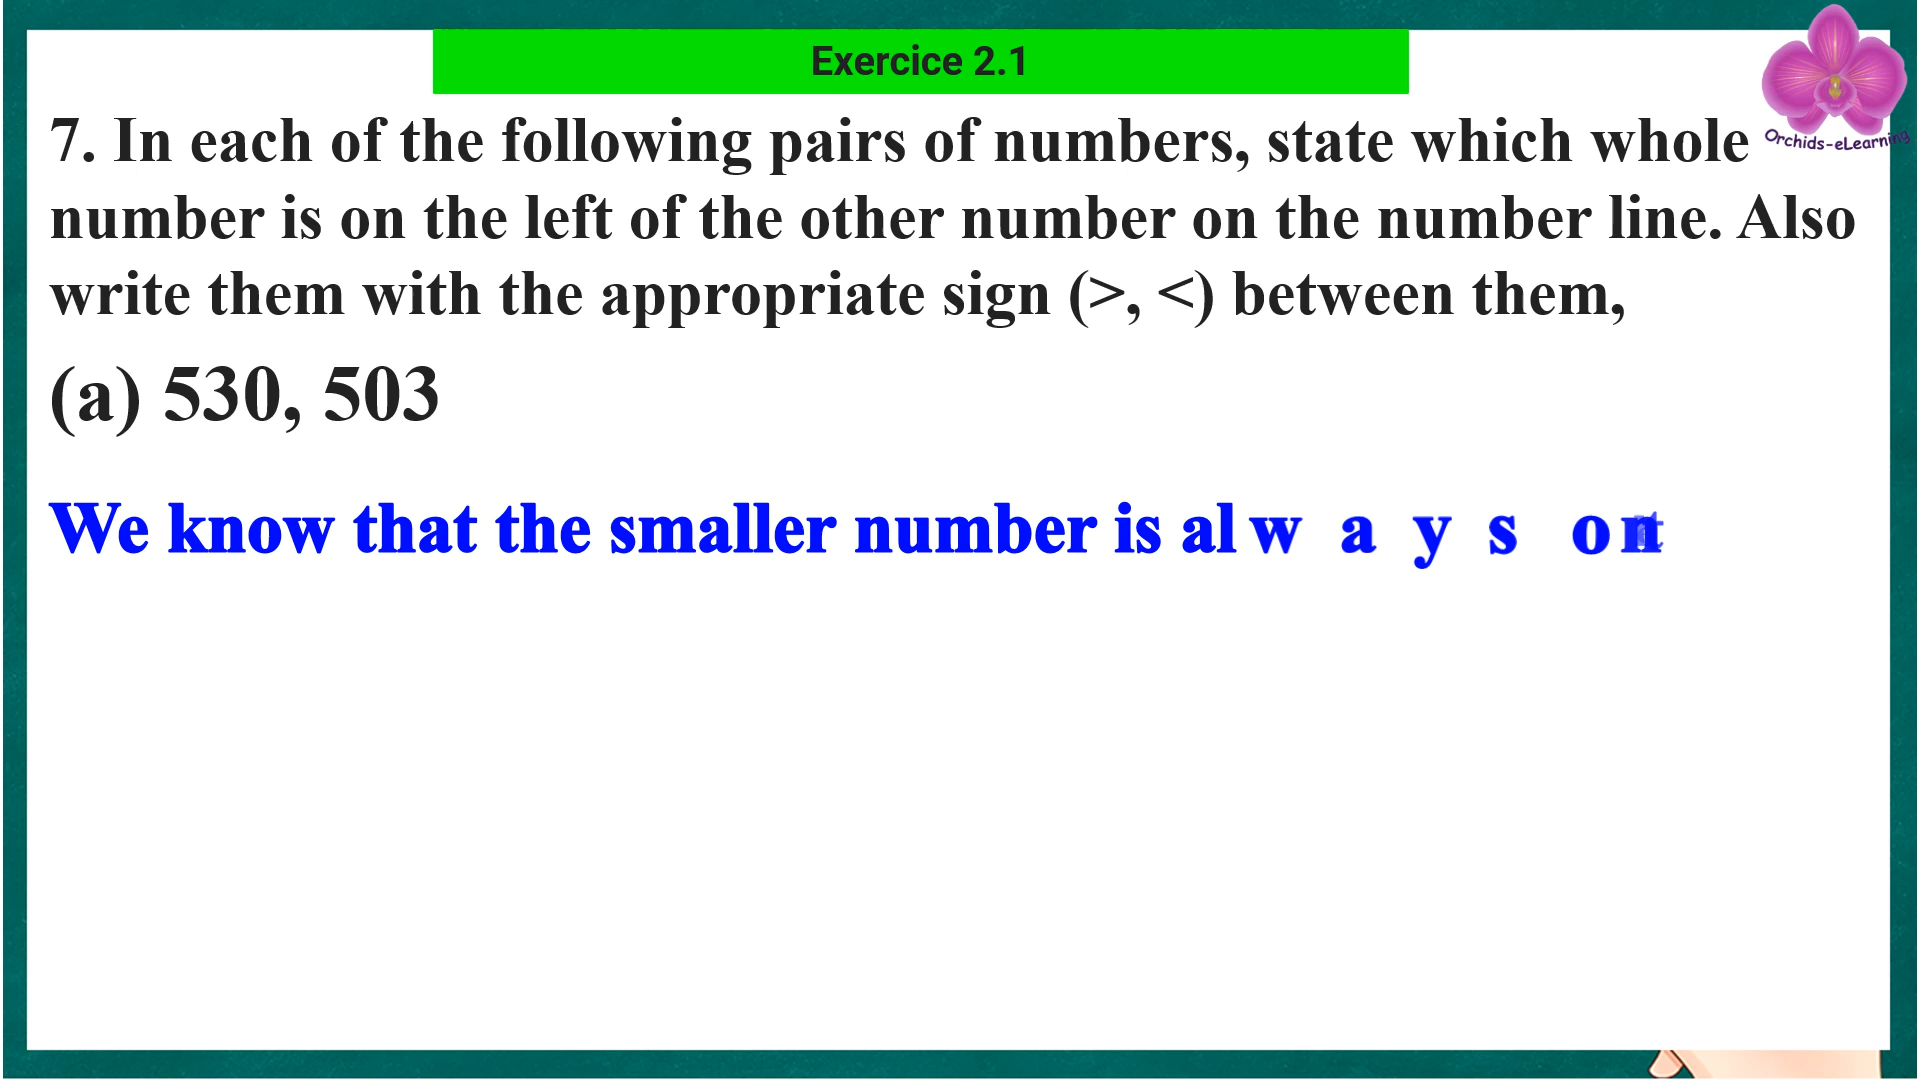 Exercice 2.1
Orchids-eLearning
7. In each of the following pairs of numbers, state which whole
number is on the left of the other number on the number line. Also
write them with the appropriate sign (>, <) between them,
(a) 530, 503
We know that the smaller number is always on